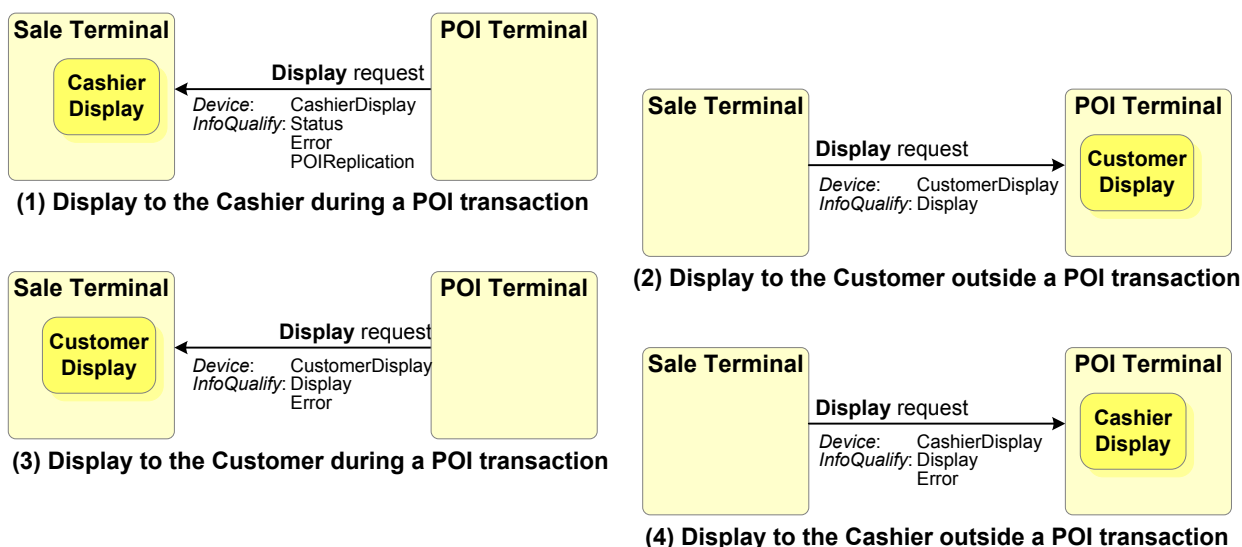 Sale Terminal
POI Terminal
Cashier
Display
Display request
Device: CashierDisplay
InfoQualify: Status
Error
POIReplication
(1) Display to the Cashier during a POI transaction
Sale Terminal
POI Terminal
Display request
Customer
Display
Device: CustomerDisplay
InfoQualify: Display
(2) Display to the Customer outside a POI transaction
Sale Terminal
POI Terminal
Customer
Display
Display request
Device: CustomerDisplay
InfoQualify: Display
Error
(3) Display to the Customer during a POI transaction
Sale Terminal
POI Terminal
Display request
Cashier
Display
Device: CashierDisplay
InfoQualify: Display
Error
(4) Display to the Cashier outside a POI transaction